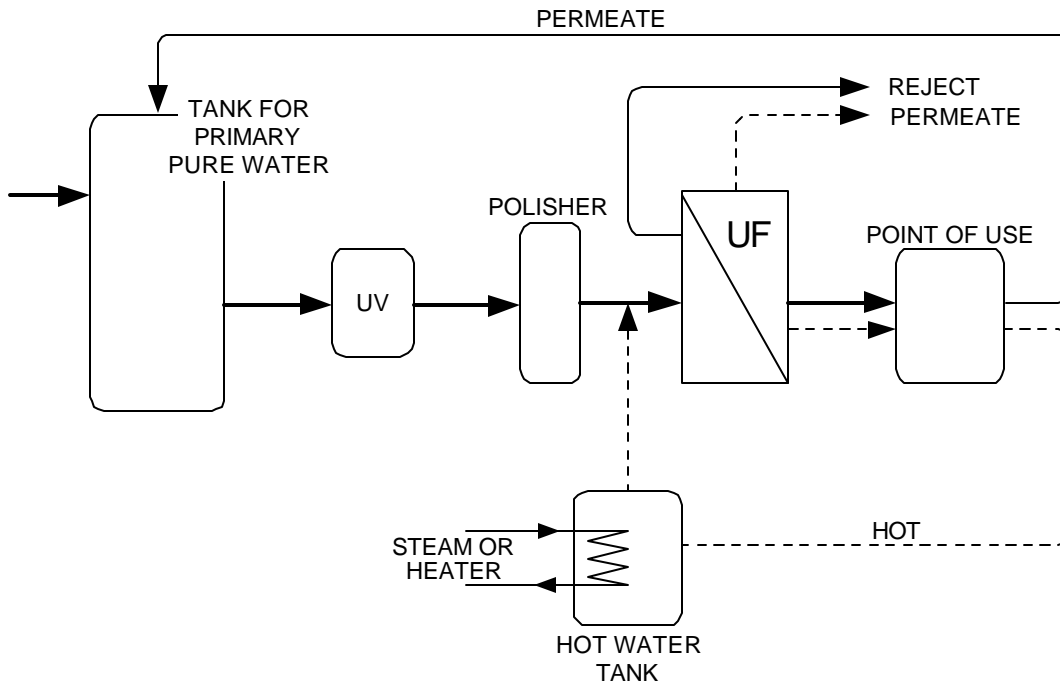 PERMEATE
REJECT
PERMEATE
TANK FOR
PRIMARY
PURE WATER
POLISHER
UF
POINT OF USE
UV
STEAM OR
HEATER
HOT
HOT WATER
TANK